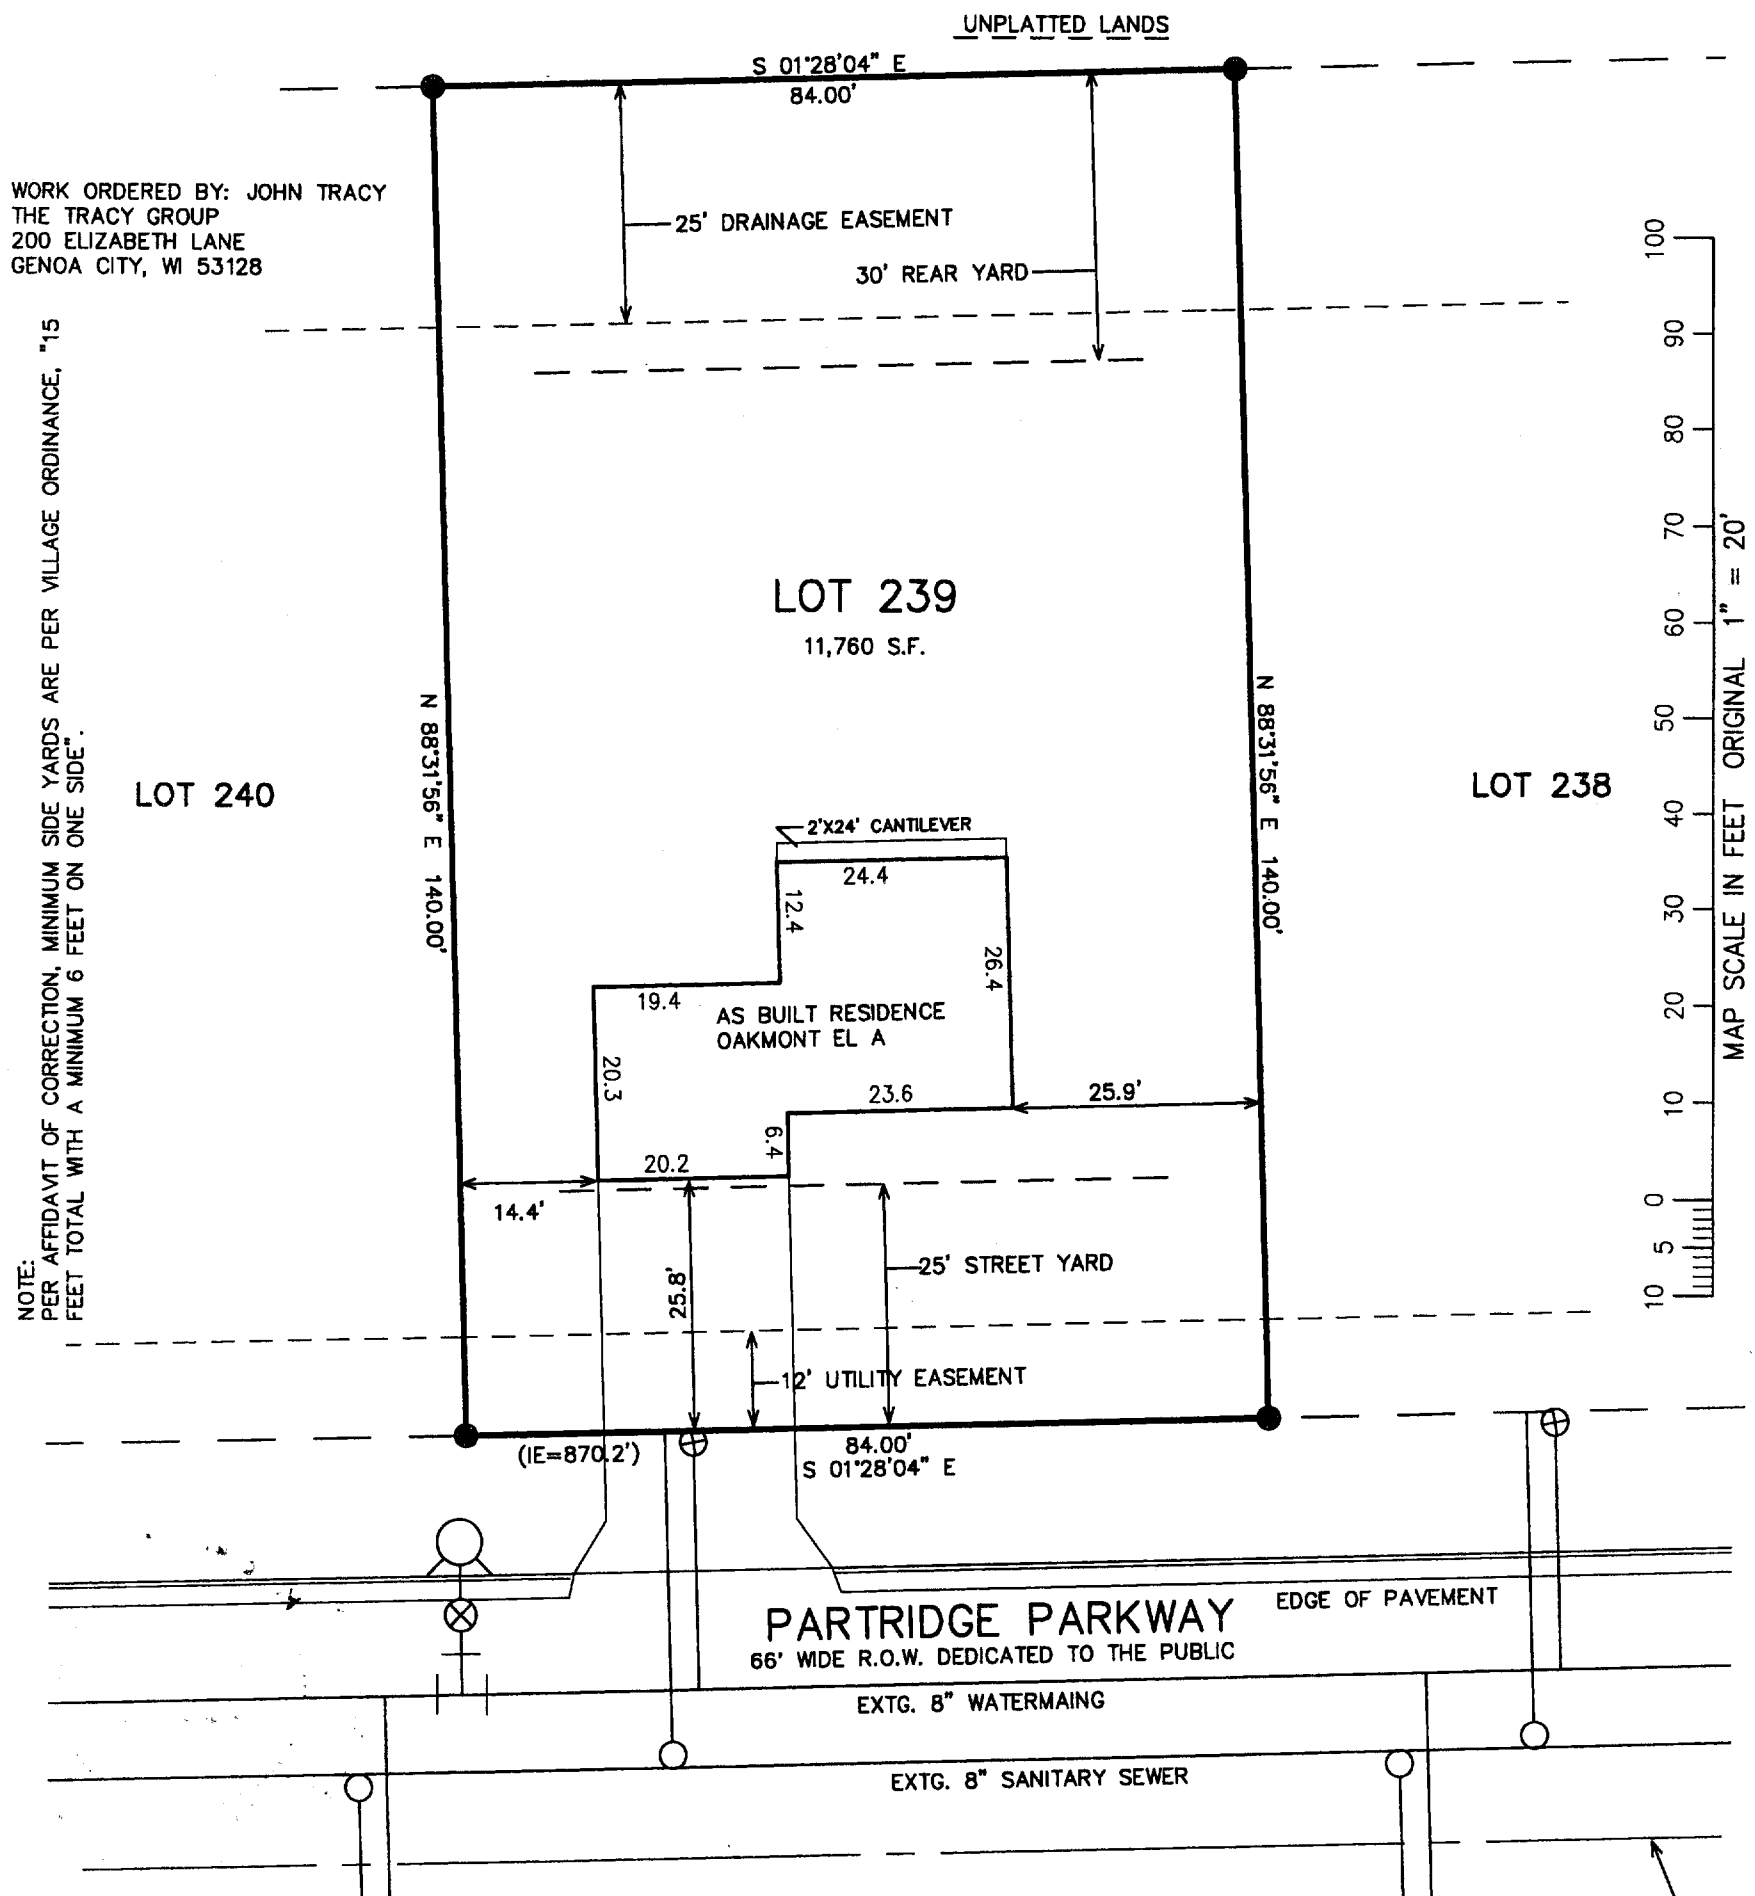 UNPLATTED LANDS
S 01°28'04" E
84.00'
WORK ORDERED BY: JOHN TRACY
THE TRACY GROUP
200 ELIZABETH LANE
GENOA CITY, WI 53128
25' DRAINAGE EASEMENT
30' REAR YARD
NOTE:
PER AFFIDAVIT OF CORRECTION, MINIMUM SIDE YARDS ARE PER VILLAGE ORDINANCE, "15
FEET TOTAL WITH A MINIMUM 6 FEET ON ONE SIDE".
LOT 239
11,760 S.F.
N 88°31'56" E 140.00'
N 88°31'56" E 140.00'
LOT 240
LOT 238
2'X24' CANTILEVER
24.4
12.4
26.4
19.4
AS BUILT RESIDENCE
OAKMONT EL A
20.3
23.6
25.9'
6.4
20.2
14.4'
25.8'
25' STREET YARD
12' UTILITY EASEMENT
(IE=870.2')
84.00'
S 01°28'04" E
100
90
80
70
60
50
40
30
20
10
0
5
10
MAP SCALE IN FEET ORIGINAL 1" = 20'
EDGE OF PAVEMENT
PARTRIDGE PARKWAY
66' WIDE R.O.W. DEDICATED TO THE PUBLIC
EXTG. 8" WATERMAING
EXTG. 8" SANITARY SEWER